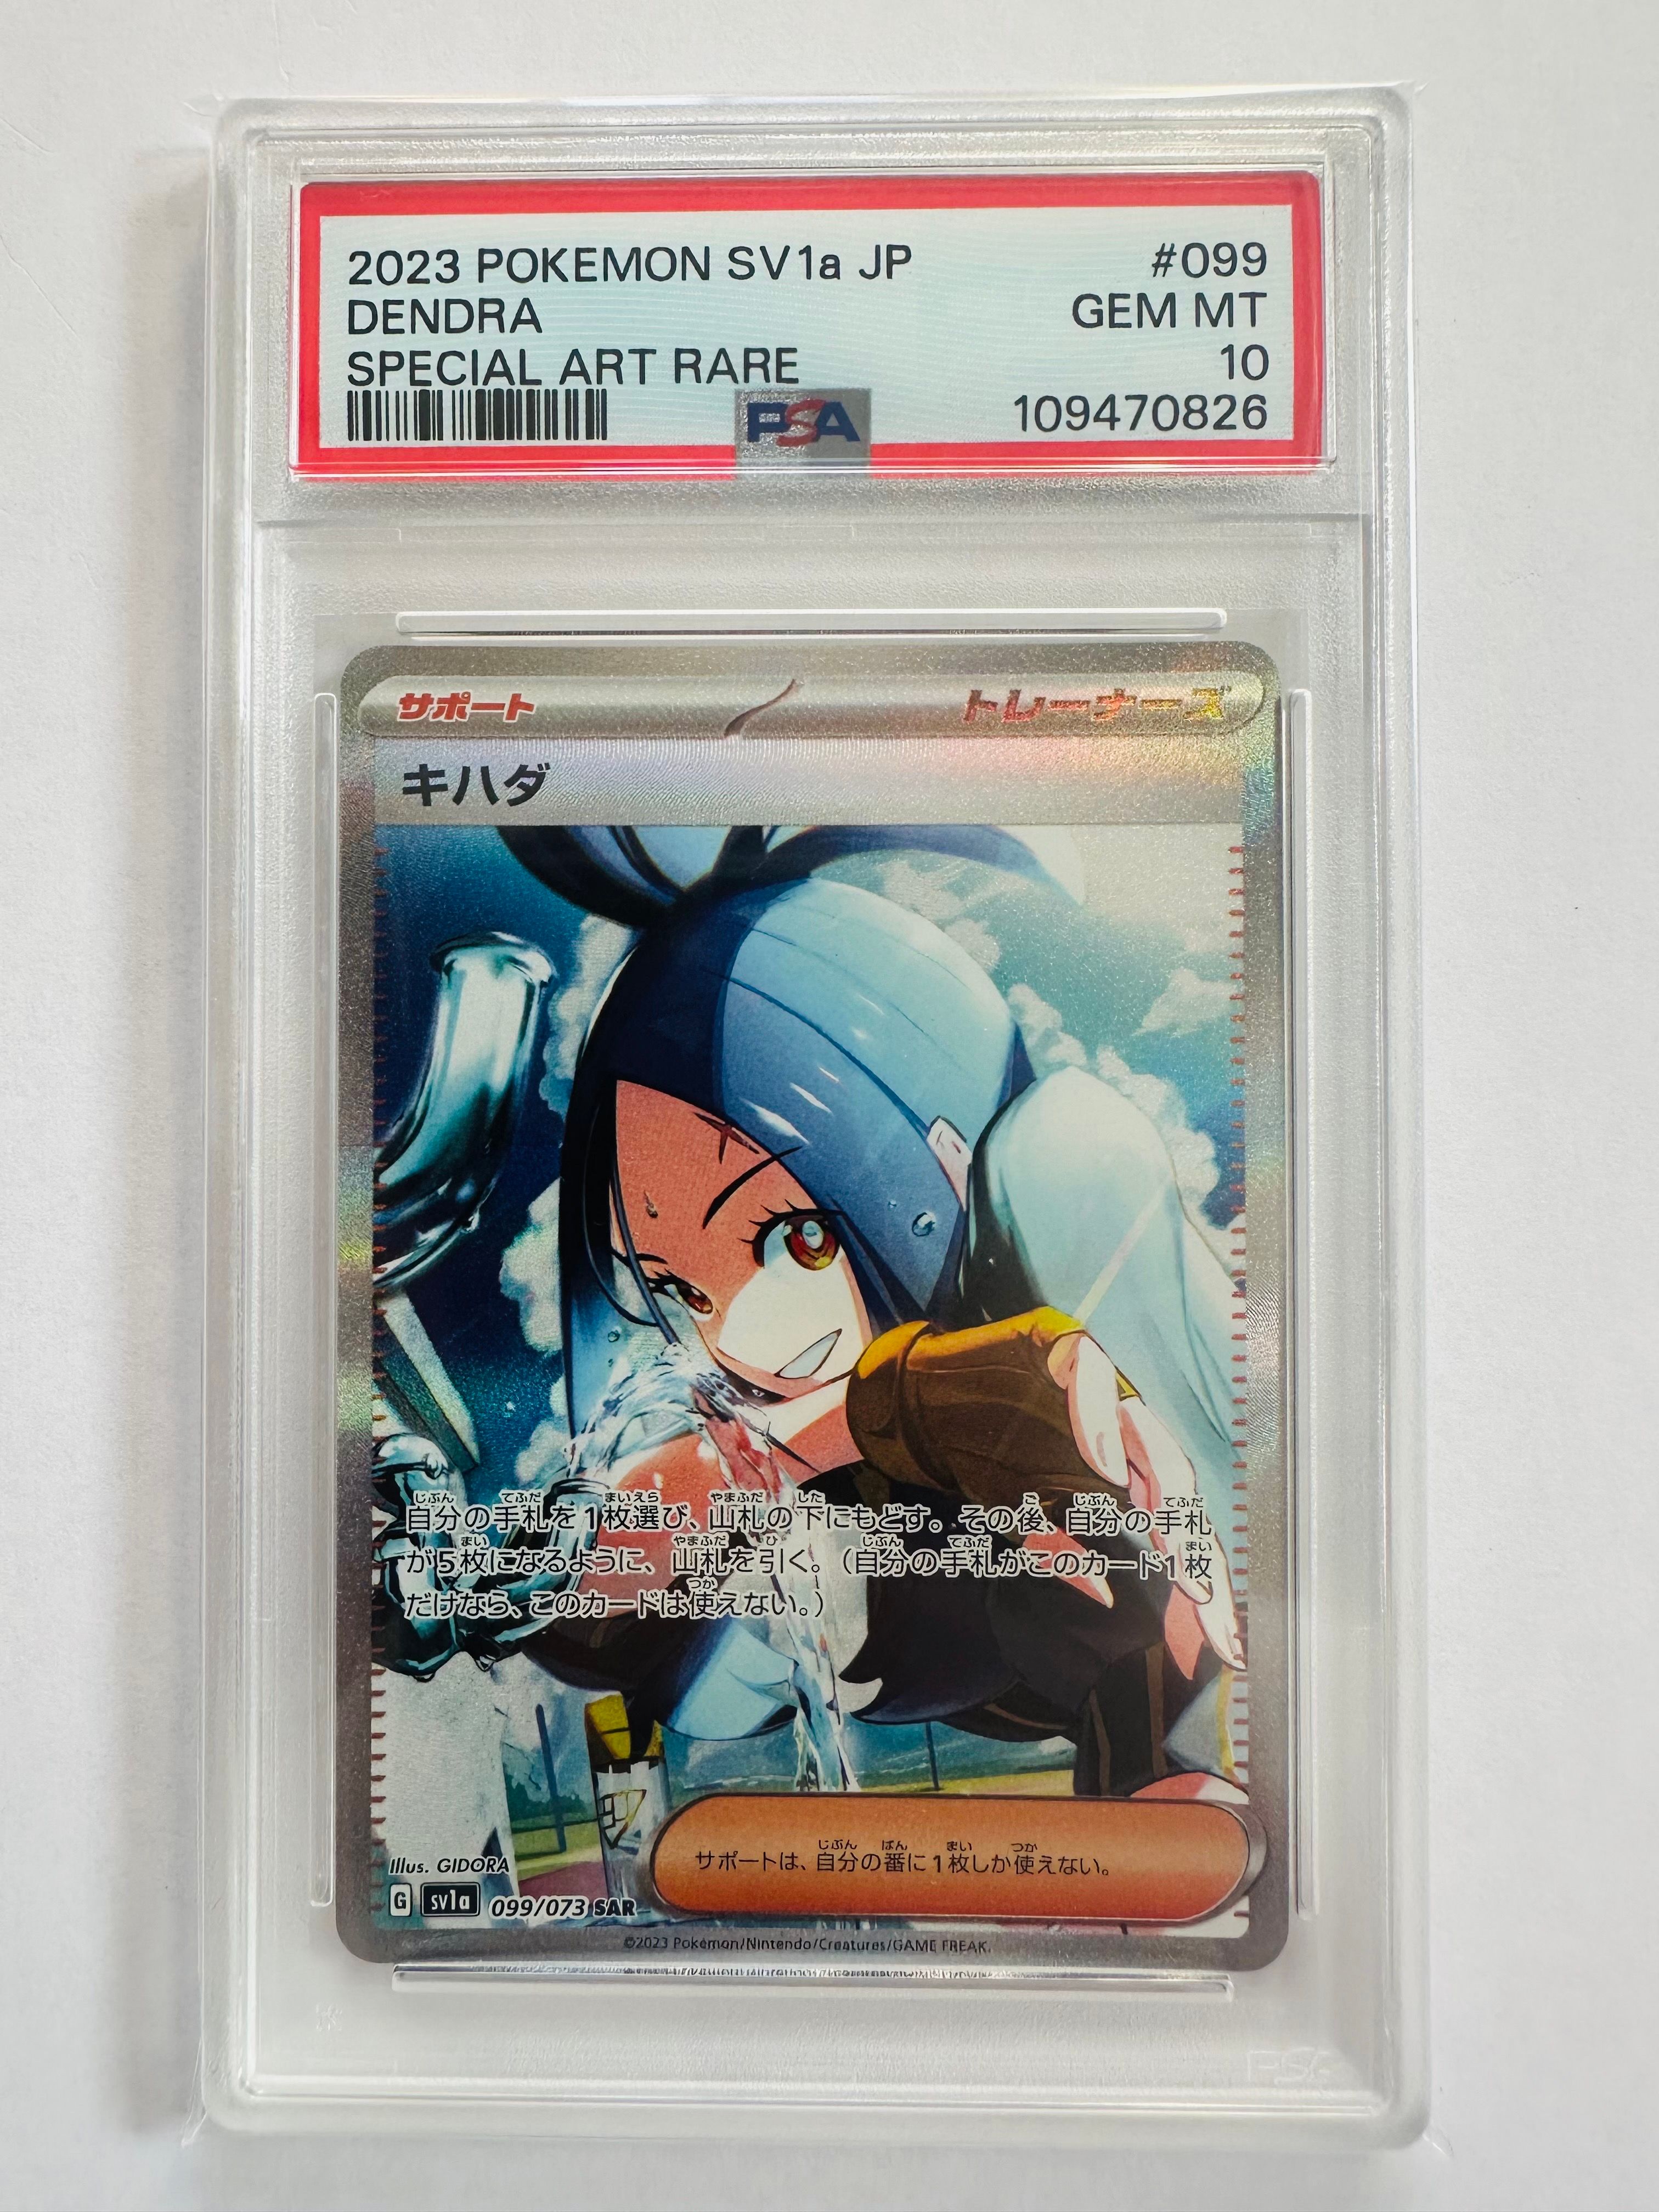 2023 POKEMON SV1a JP #099
DENDRA GEM MT
SPECIAL ART RARE 10
PSA 109470826
サポート トレーナーズ
キハダ
自分の手札を1枚選び、山札の下にもどす。その後、自分の手札
が5枚になるように、山札を引く。（自分の手札がこのカード1枚
だけなら、このカードは使えない。）
サポートは、自分の番に1枚しか使えない。
Illus. GIDORA
G sv1a 099/073 SAR
©2023 Pokémon/Nintendo/Creatures/GAME FREAK.
PSA